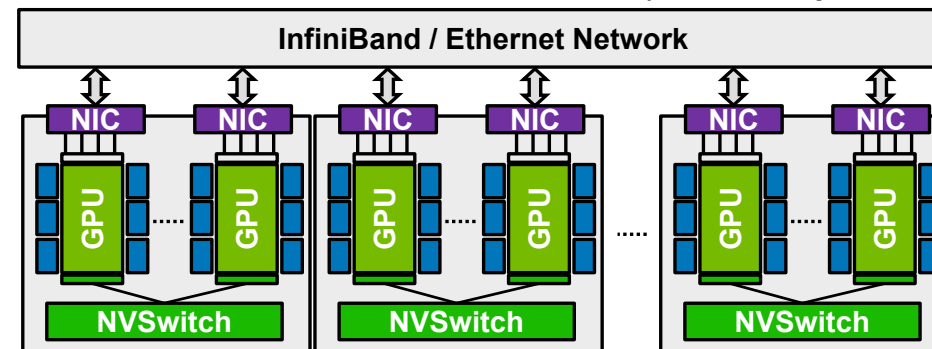 InfiniBand / Ethernet Network
NIC NIC NIC NIC NIC NIC
GPU ..... GPU GPU ..... GPU ..... GPU ..... GPU
NVSwitch NVSwitch NVSwitch